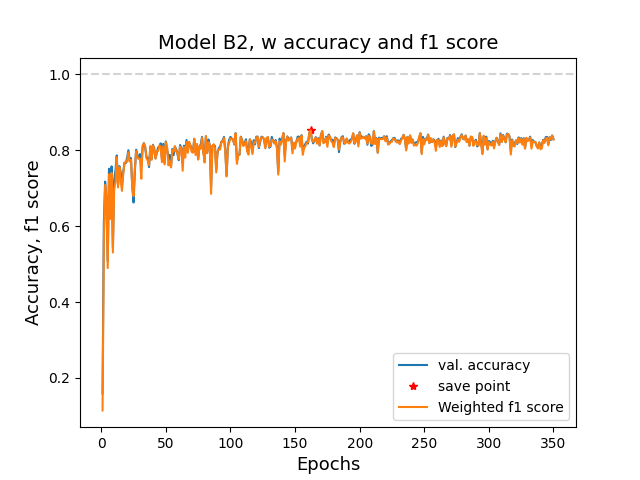 Model B2, w accuracy and f1 score
1.0
0.8
0.6
0.4
0.2
Accuracy, f1 score
val. accuracy
save point
Weighted f1 score
0 50 100 150 200 250 300 350
Epochs